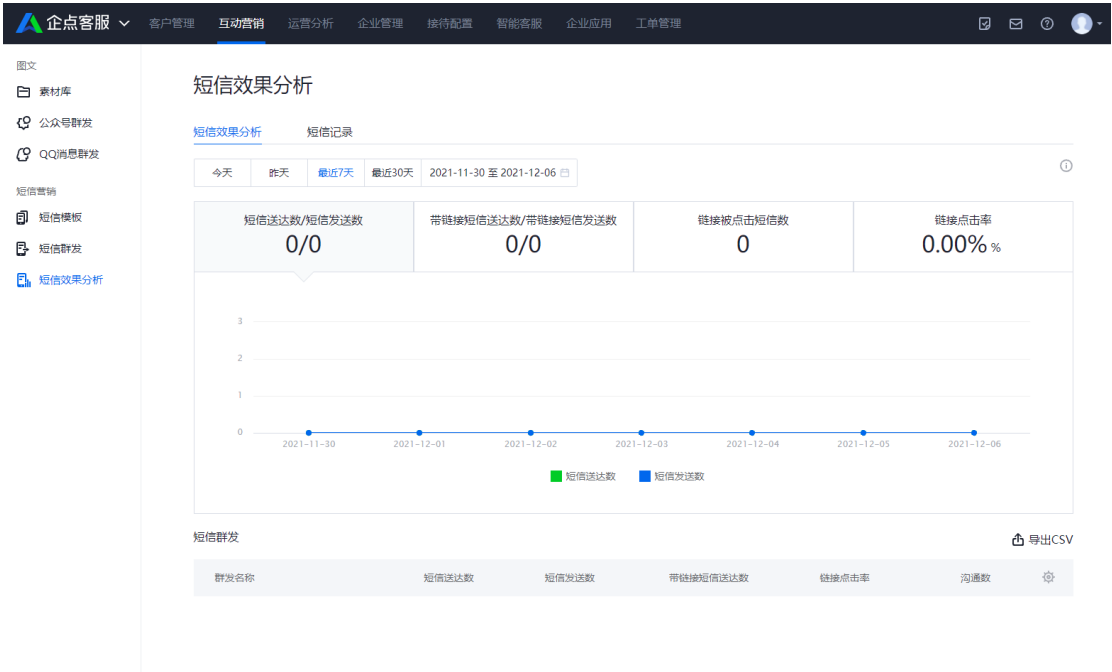 企点客服 客户管理 互动营销 运营分析 企业管理 接待配置 智能客服 企业应用 工单管理
图文
素材库
公众号群发
QQ消息群发
短信营销
短信模板
短信群发
短信效果分析
短信效果分析
短信效果分析 短信记录
今天 昨天 最近7天 最近30天 2021-11-30 至 2021-12-06
短信送达数/短信发送数 带链接短信送达数/带链接短信发送数 链接被点击短信数 链接点击率
0/0 0/0 0 0.00% %
3
2
1
0
2021-11-30 2021-12-01 2021-12-02 2021-12-03 2021-12-04 2021-12-05 2021-12-06
短信送达数 短信发送数
短信群发 导出CSV
群发名称 短信送达数 短信发送数 带链接短信送达数 链接点击率 沟通数